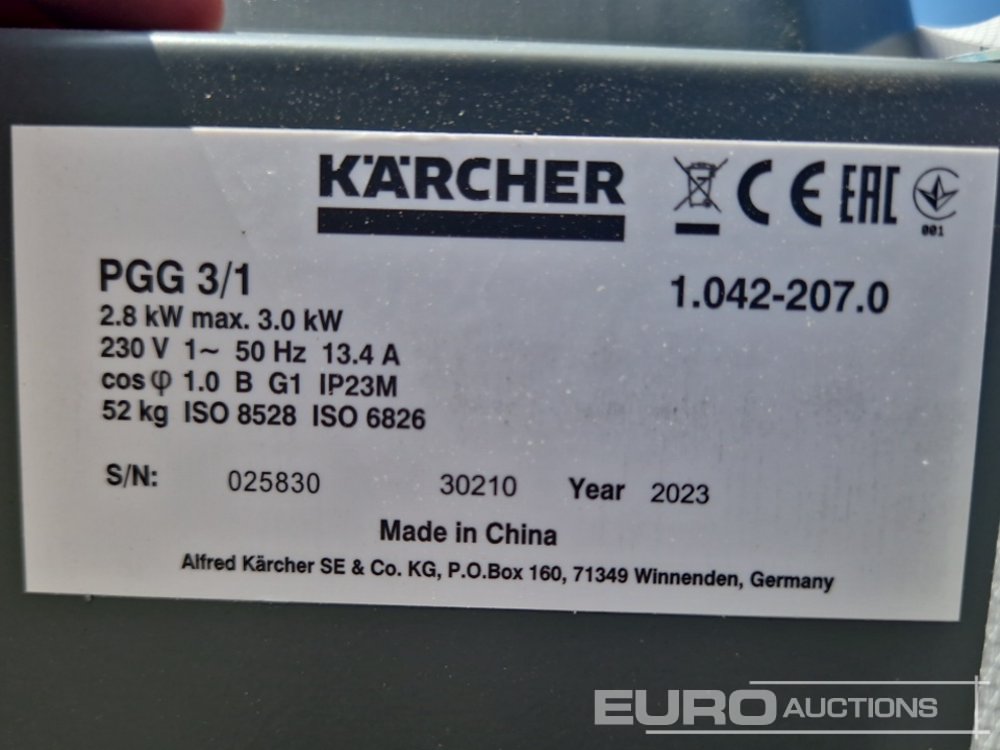 KÄRCHER
CE EAC
001
PGG 3/1
1.042-207.0
2.8 kW max. 3.0 kW
230 V 1~ 50 Hz 13.4 A
cos φ 1.0 B G1 IP23M
52 kg ISO 8528 ISO 6826
S/N: 025830 30210 Year 2023
Made in China
Alfred Kärcher SE & Co. KG, P.O.Box 160, 71349 Winnenden, Germany
EURO AUCTIONS